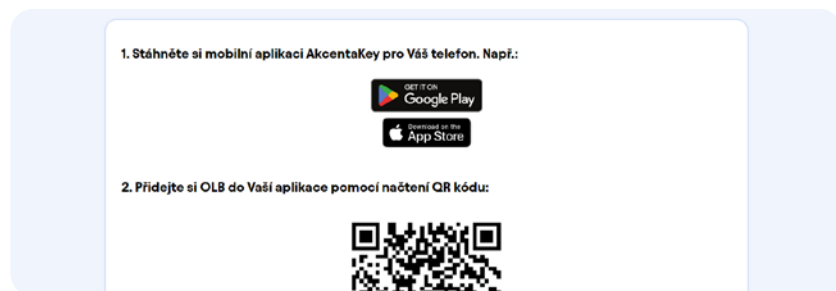 1. Stáhněte si mobilní aplikaci AkcentaKey pro Váš telefon. Např.:
GET IT ON
Google Play
Download on the
App Store
2. Přidejte si OLB do Vaší aplikace pomocí načtení QR kódu: